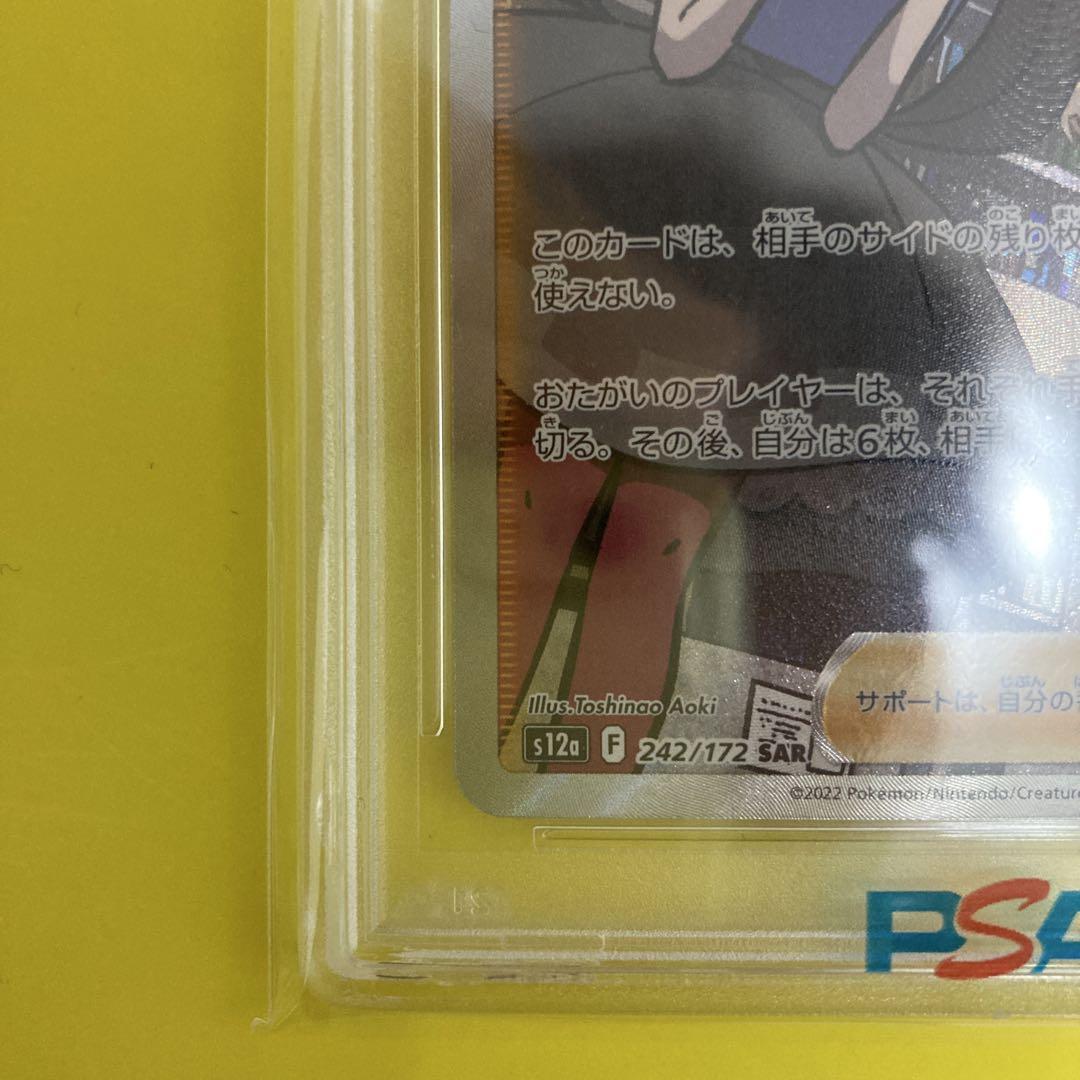 このカードは、相手のサイドの残り枚
使えない。
おたがいのプレイヤーは、それぞれ手
切る。その後、自分は6枚、相手
サポートは、自分の
Illus.Toshinao Aoki
s12a F 242/172 SAR
©2022 Pokémon/Nintendo/Creature
PSA